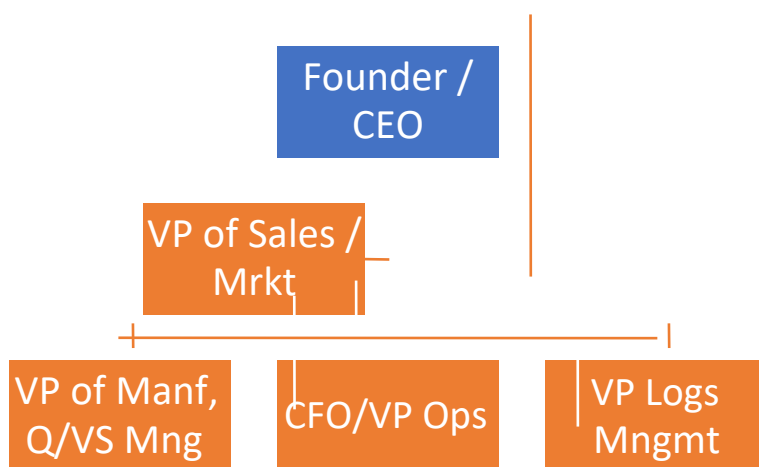 Founder /
CEO
VP of Sales /
Mrkt
VP of Manf,
Q/VS Mng
CFO/VP Ops
VP Logs
Mngmt